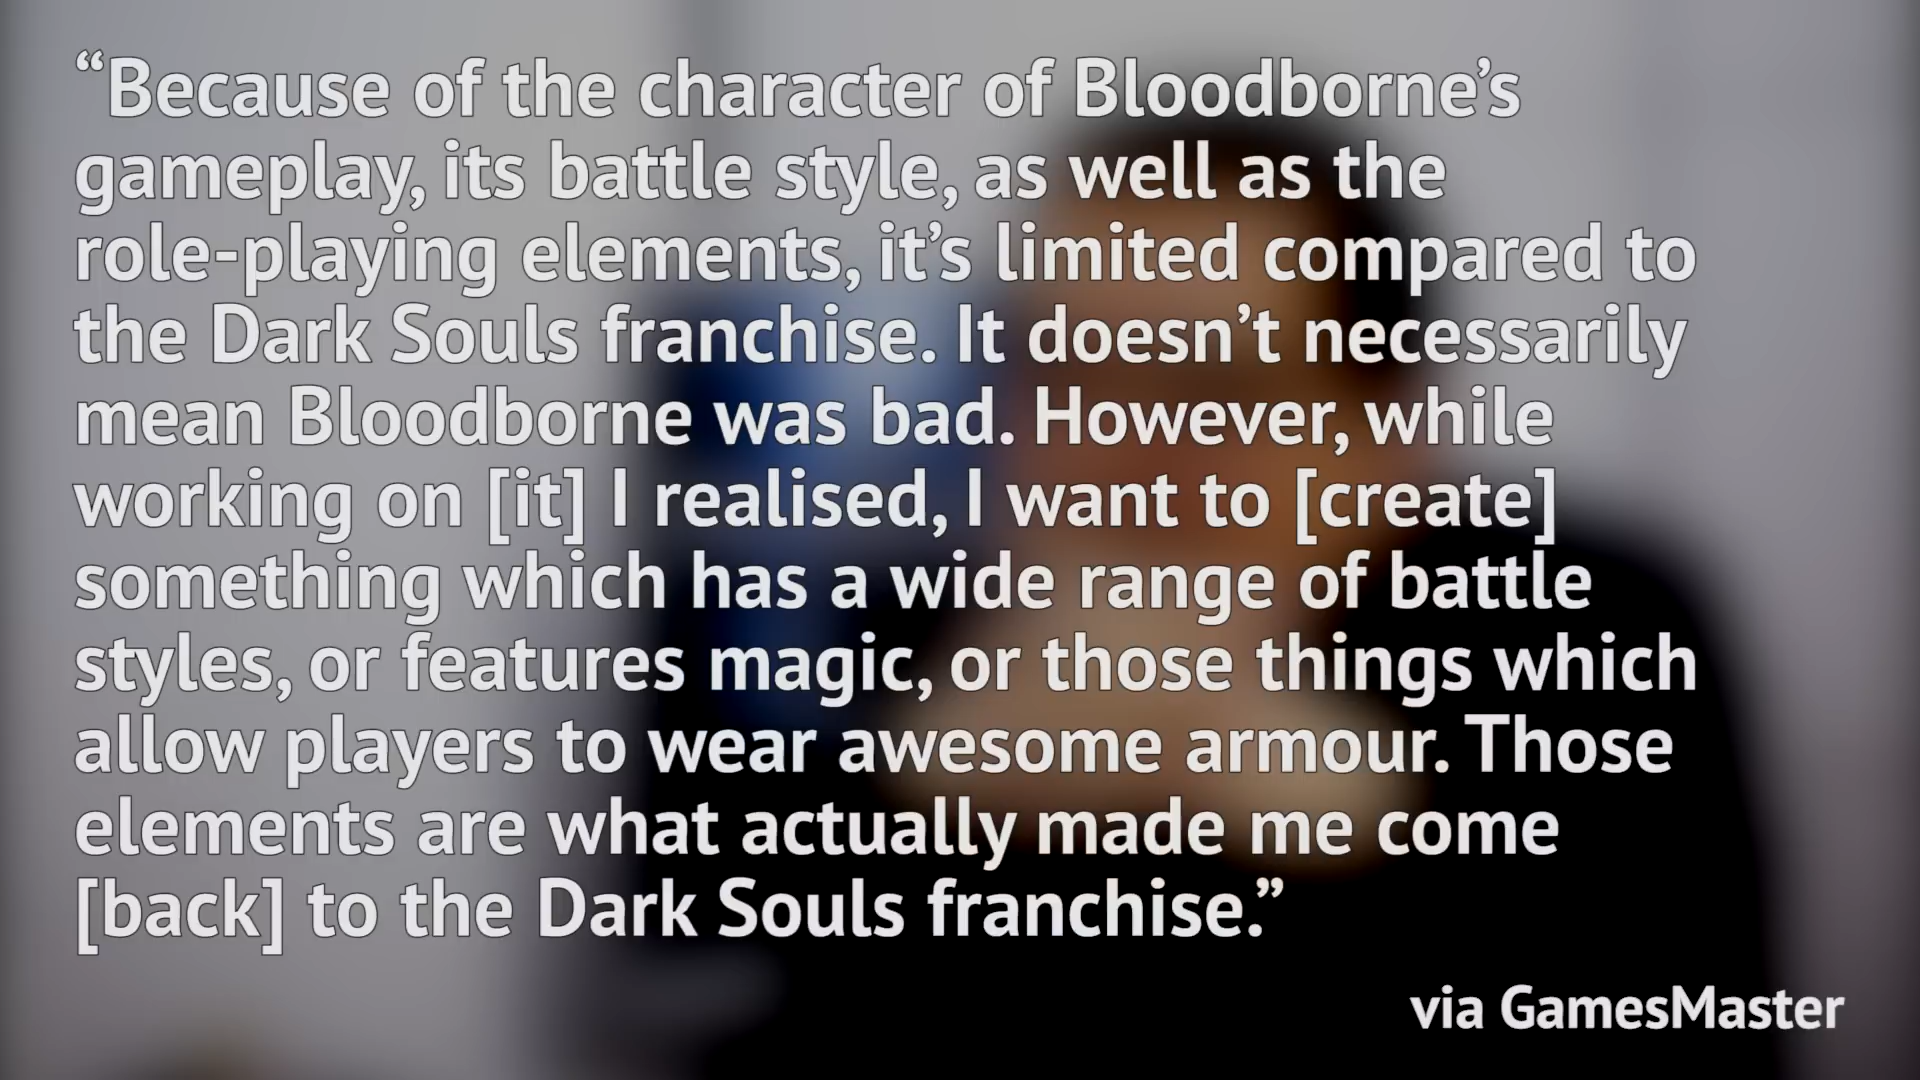 “Because of the character of Bloodborne’s
gameplay, its battle style, as well as the
role-playing elements, it’s limited compared to
the Dark Souls franchise. It doesn’t necessarily
mean Bloodborne was bad. However, while
working on [it] I realised, I want to [create]
something which has a wide range of battle
styles, or features magic, or those things which
allow players to wear awesome armour. Those
elements are what actually made me come
[back] to the Dark Souls franchise.”
via GamesMaster